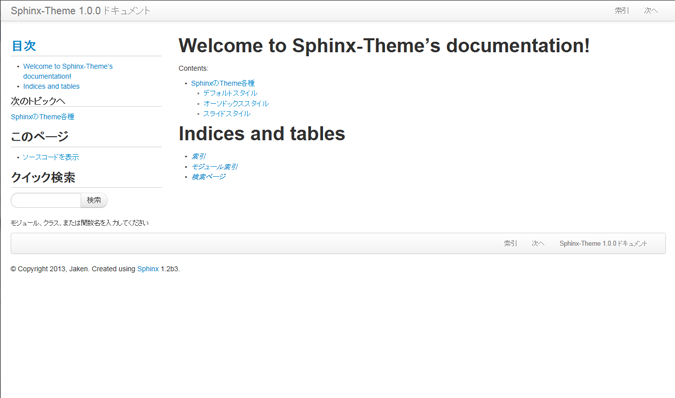 Sphinx-Theme 1.0.0 ドキュメント
索引 次へ
目次
Welcome to Sphinx-Theme's
documentation!
Indices and tables
次のトピックへ
SphinxのTheme各種
このページ
ソースコードを表示
クイック検索
検索
モジュール、クラス、または関数名を入力してください
Welcome to Sphinx-Theme’s documentation!
Contents:
SphinxのTheme各種
デフォルトスタイル
オーソドックススタイル
スライドスタイル
Indices and tables
索引
モジュール索引
検索ページ
索引 次へ Sphinx-Theme 1.0.0 ドキュメント
© Copyright 2013, Jaken. Created using Sphinx 1.2b3.